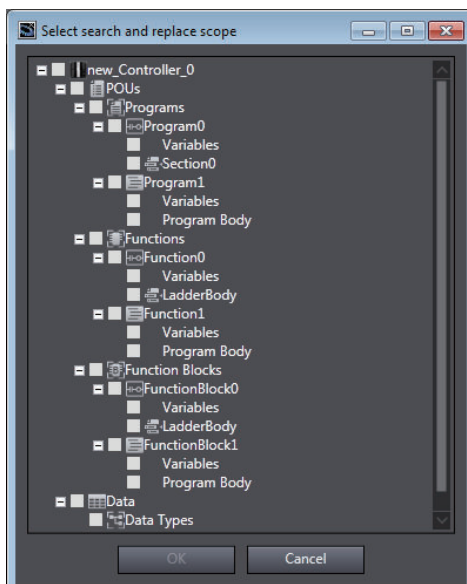 Select search and replace scope
new_Controller_0
POUs
Programs
Program0
Variables
Section0
Program1
Variables
Program Body
Functions
Function0
Variables
LadderBody
Function1
Variables
Program Body
Function Blocks
FunctionBlock0
Variables
LadderBody
FunctionBlock1
Variables
Program Body
Data
Data Types
OK
Cancel